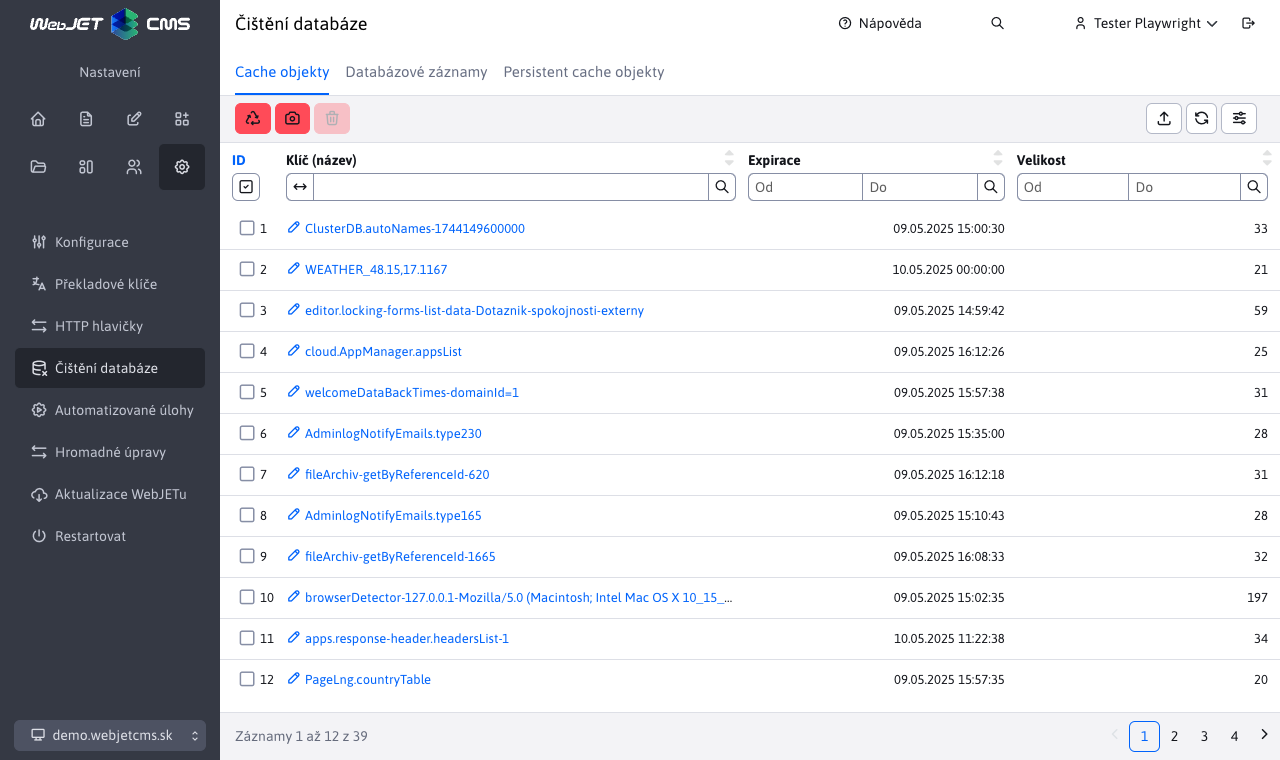 WebJET CMS
Nastavení
Konfigurace
Překladové klíče
HTTP hlavičky
Čištění databáze
Automatizované úlohy
Hromadné úpravy
Aktualizace WebJETu
Restartovat
demo.webjetcms.sk
Čištění databáze
Nápověda
Tester Playwright
Cache objekty Databázové záznamy Persistent cache objekty
ID Klíč (název) Expirace Velikost
Od Do Od Do
1 ClusterDB.autoNames-1744149600000 09.05.2025 15:00:30 33
2 WEATHER_48.15,17.1167 10.05.2025 00:00:00 21
3 editor.locking-forms-list-data-Dotaznik-spokojnosti-externy 09.05.2025 14:59:42 59
4 cloud.AppManager.appsList 09.05.2025 16:12:26 25
5 welcomeDataBackTimes-domainId=1 09.05.2025 15:57:38 31
6 AdminlogNotifyEmails.type230 09.05.2025 15:35:00 28
7 fileArchiv-getByReferenceId-620 09.05.2025 16:12:18 31
8 AdminlogNotifyEmails.type165 09.05.2025 15:10:43 28
9 fileArchiv-getByReferenceId-1665 09.05.2025 16:08:33 32
10 browserDetector-127.0.0.1-Mozilla/5.0 (Macintosh; Intel Mac OS X 10_15_... 09.05.2025 15:02:35 197
11 apps.response-header.headersList-1 10.05.2025 11:22:38 34
12 PageLng.countryTable 09.05.2025 15:57:35 20
Záznamy 1 až 12 z 39
1 2 3 4